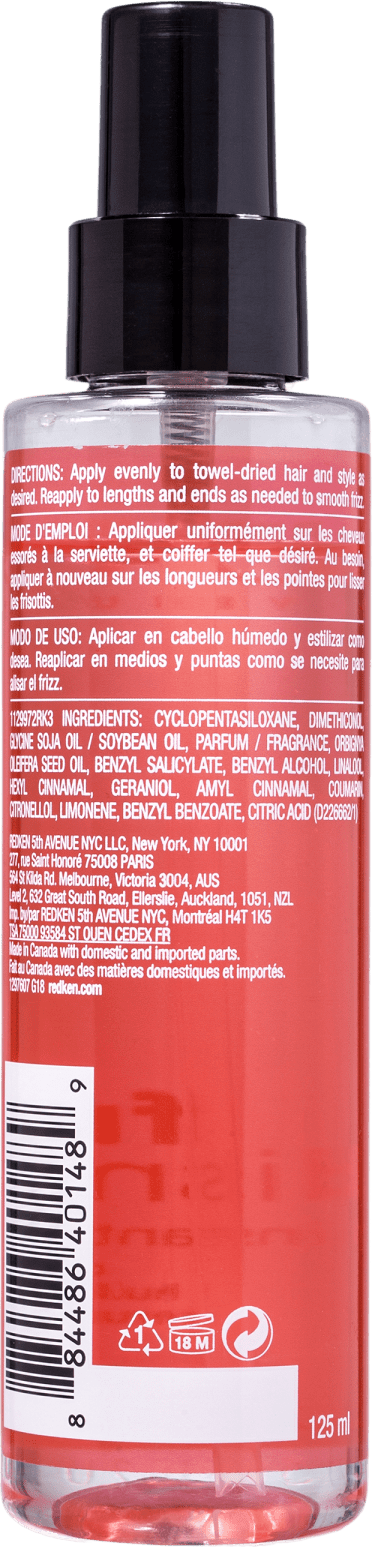 DIRECTIONS: Apply evenly to towel-dried hair and style as
desired. Reapply to lengths and ends as needed to smooth frizz.
MODE D'EMPLOI : Appliquer uniformément sur les cheveux
essorés à la serviette, et coiffer tel que désiré. Au besoin,
appliquer à nouveau sur les longueurs et les pointes pour lisser
les frisottis.
MODO DE USO: Aplicar en cabello húmedo y estilizar como
desea. Reaplicar en medios y puntas como se necesite para
alisar el frizz.
1129972RK3 INGREDIENTS: CYCLOPENTASILOXANE, DIMETHICONOL,
GLYCINE SOJA OIL / SOYBEAN OIL, PARFUM / FRAGRANCE, ORBIGNYA
OLEIFERA SEED OIL, BENZYL SALICYLATE, BENZYL ALCOHOL, LINALOOL,
HEXYL CINNAMAL, GERANIOL, AMYL CINNAMAL, COUMARIN,
CITRONELLOL, LIMONENE, BENZYL BENZOATE, CITRIC ACID (D226662/1)
REDKEN 5th AVENUE NYC LLC, New York, NY 10001
277, rue Saint Honoré 75008 PARIS
564 St Kilda Rd. Melbourne, Victoria 3004, AUS
Level 2, 632 Great South Road, Ellerslie, Auckland, 1051, NZL
Imp. by/par REDKEN 5th AVENUE NYC, Montréal H4T 1K5
TSA 75000 93584 ST OUEN CEDEX FR
Made in Canada with domestic and imported parts.
Fait au Canada avec des matières domestiques et importés.
1297607 G18 redken.com
8 84486 40148 9
1
18 M
125 ml